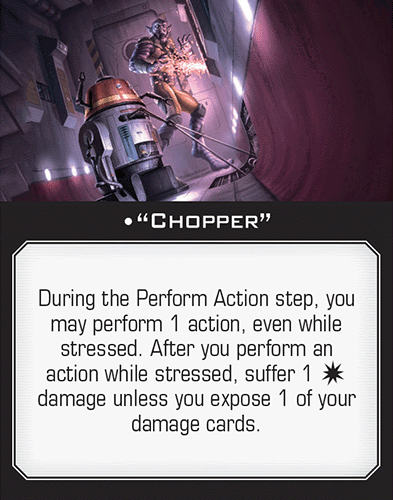 •“Chopper”
During the Perform Action step, you
may perform 1 action, even while
stressed. After you perform an
action while stressed, suffer 1
damage unless you expose 1 of your
damage cards.